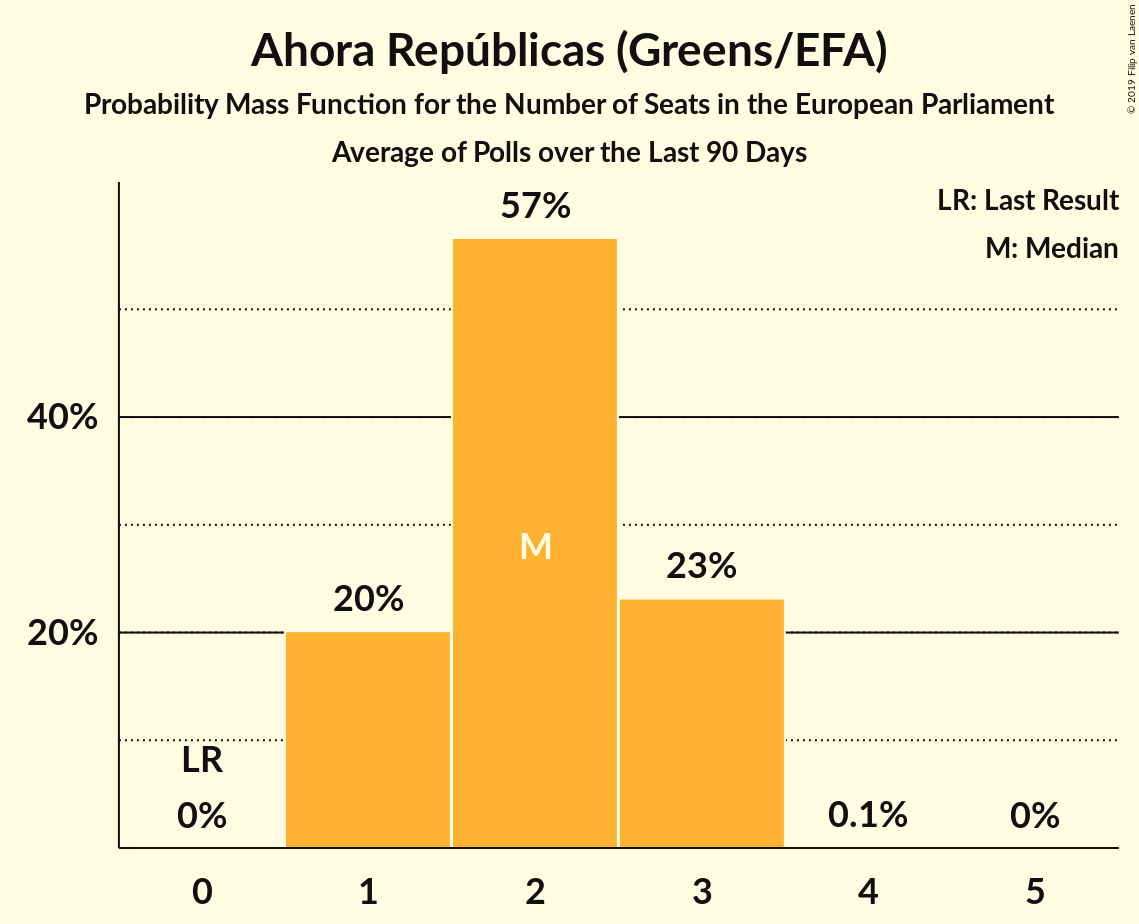 Ahora Repúblicas (Greens/EFA)
Probability Mass Function for the Number of Seats in the European Parliament
Average of Polls over the Last 90 Days
© 2019 Filip van Laenen
LR: Last Result
M: Median
57%
40%
M
23%
20%
20%
LR
0%
0.1%
0%
0 1 2 3 4 5